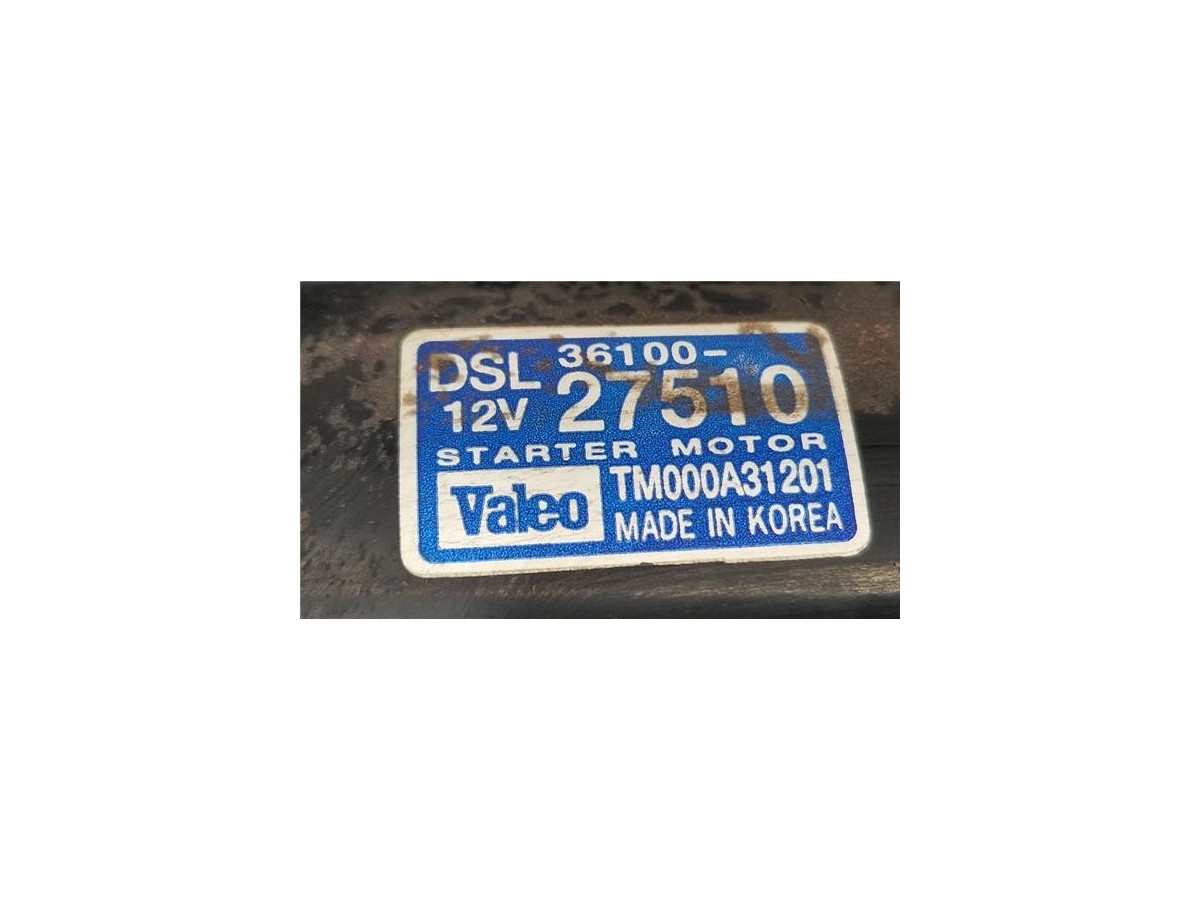 DSL 36100-
12V 27510
STARTER MOTOR
Valeo TM000A31201
MADE IN KOREA